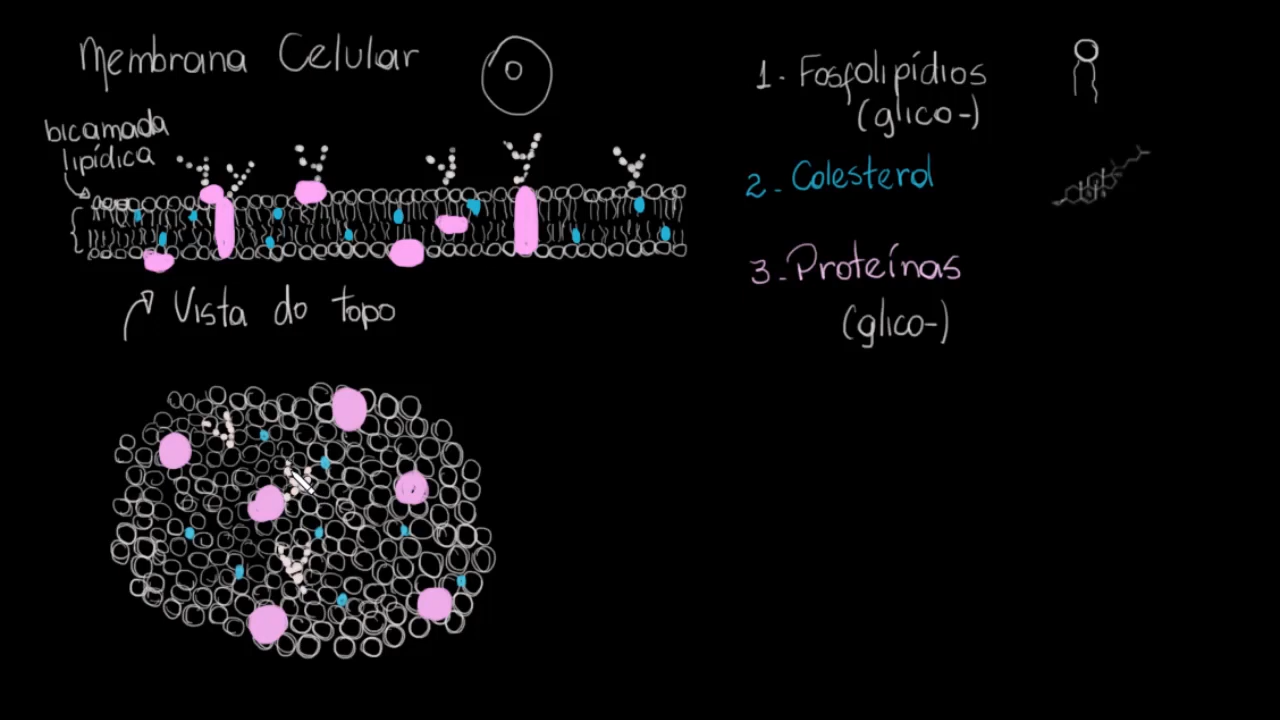 Membrana Celular
bicamada
lipídica
Vista do topo
1- Fosfolipídios
(glico-)
2- Colesterol
3-Proteínas
(glico-)